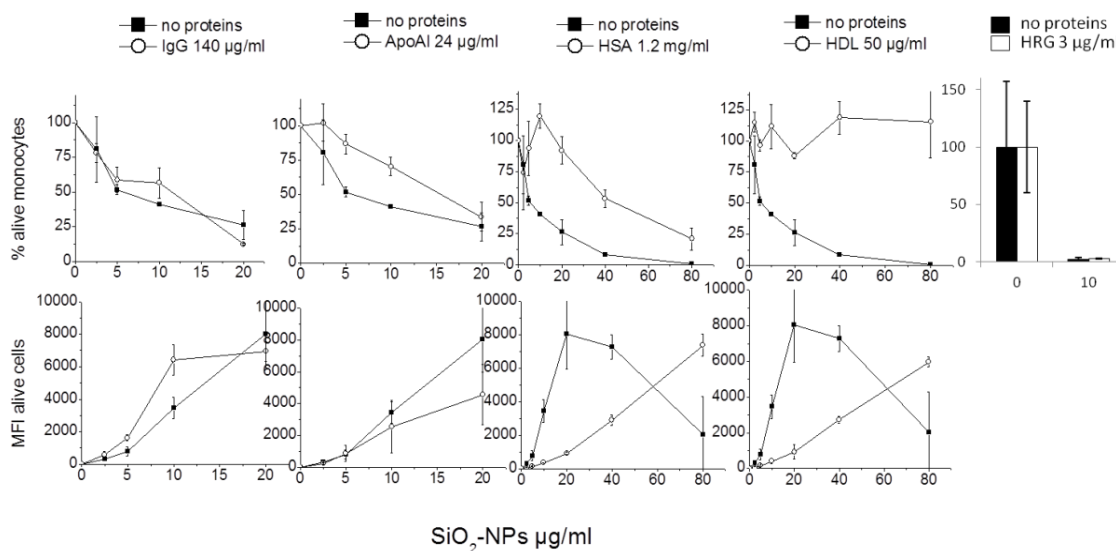 no proteins
IgG 140 µg/ml
no proteins
ApoAI 24 µg/ml
no proteins
HSA 1.2 mg/ml
no proteins
HDL 50 µg/ml
no proteins
HRG 3 µg/m
% alive monocytes
100
75
50
25
0
0 5 10 15 20
100
75
50
25
0
0 5 10 15 20
125
100
75
50
25
0
0 20 40 60 80
125
100
75
50
25
0
0 20 40 60 80
150
100
50
0
0 10
MFI alive cells
10000
8000
6000
4000
2000
0
0 5 10 15 20
10000
8000
6000
4000
2000
0
0 5 10 15 20
10000
8000
6000
4000
2000
0
0 20 40 60 80
10000
8000
6000
4000
2000
0
0 20 40 60 80
SiO₂-NPs µg/ml